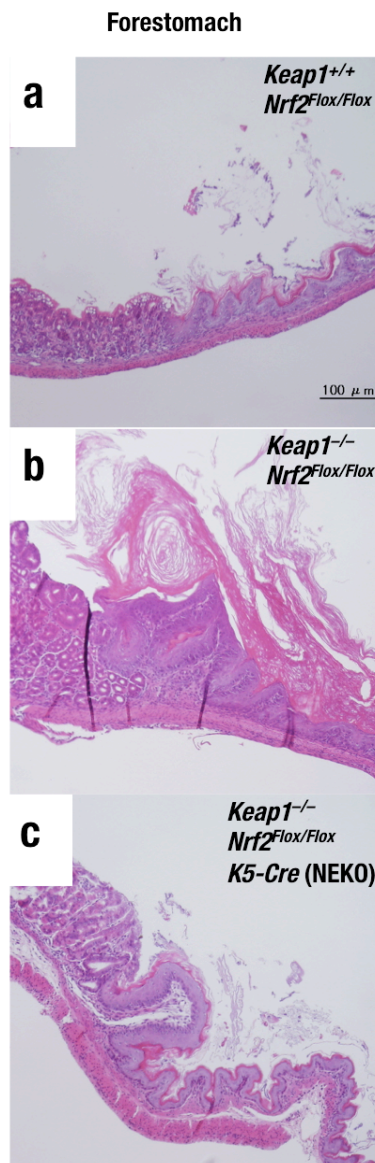 Forestomach
a
Keap1+/+
Nrf2Flox/Flox
100 μm
b
Keap1−/−
Nrf2Flox/Flox
c
Keap1−/−
Nrf2Flox/Flox
K5-Cre (NEKO)